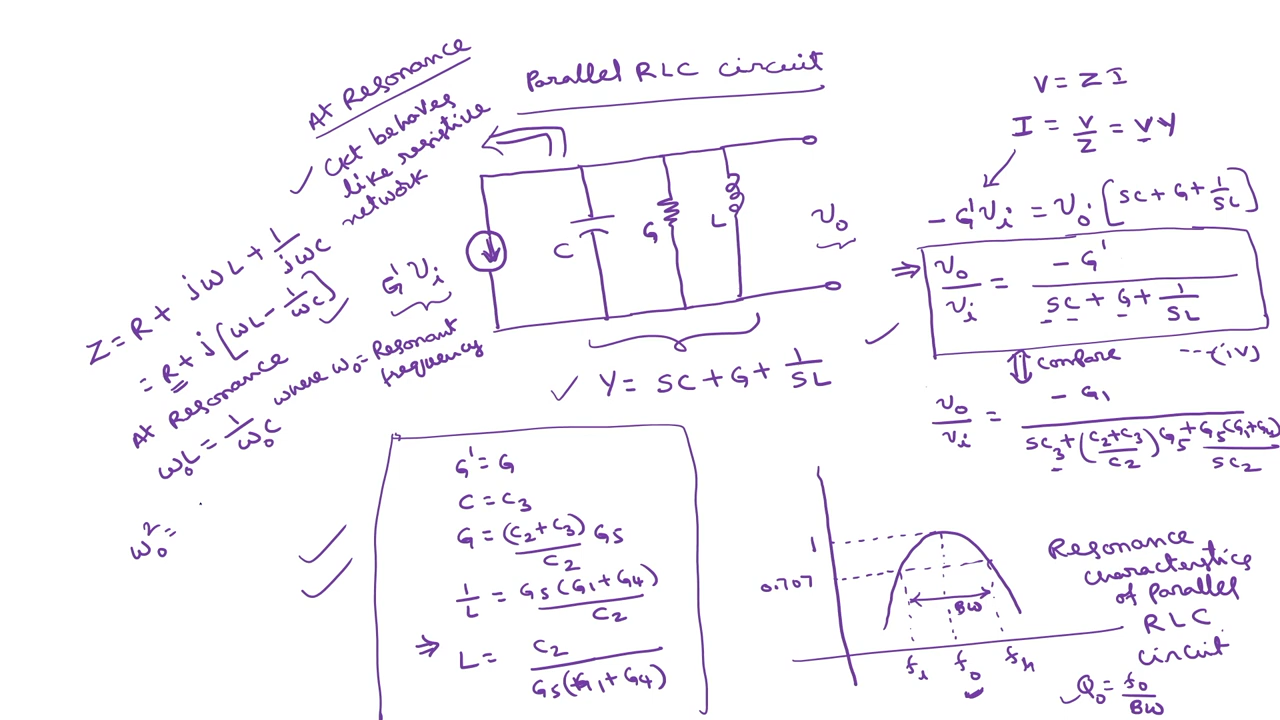 Parallel RLC circuit
At Resonance
✓ Ckt behaves
like resistive
network
Z = R + jωL + 1/jωC
= R + j[ωL - 1/ωC] ✓
At Resonance
ω₀L = 1/ω₀C where ω₀ = Resonant
frequency
ω₀² =
G'vᵢ
C
G
L
v₀
✓ Y = SC + G + 1/SL
V = Z I
I = V/Z = VY
- G'vᵢ = v₀ · [SC + G + 1/SL]
⇒ v₀/vᵢ = - G' / (SC + G + 1/SL)
⇕ compare ---(iv)
v₀/vᵢ = - G₁ / (SC₃ + ((C₂+C₃)/C₂) G₅ + G₅(G₁+G₄)/SC₂)
G' = G
C = C₃
G = (C₂+C₃)/C₂ G₅
1/L = G₅(G₁+G₄)/C₂
⇒ L = C₂ / G₅(G₁+G₄)
1
0.707
BW
f₀
Resonance
characterstics
of parallel
RLC
circuit
✓ Q₀ = f₀/BW